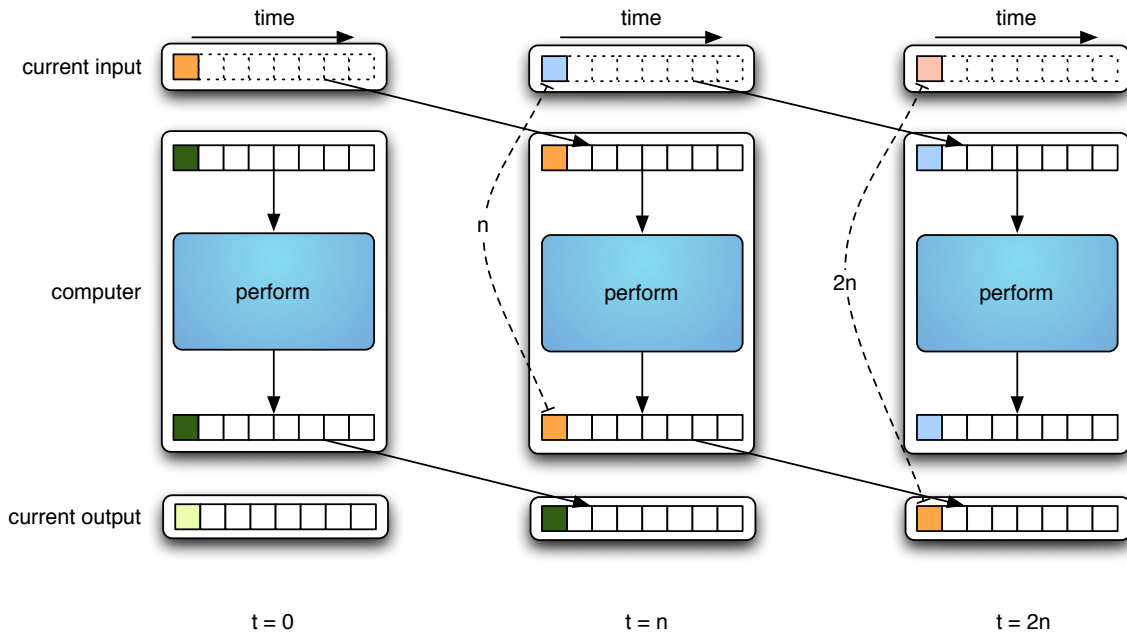 time time time
current input
n
2n
computer perform perform perform
current output
t = 0 t = n t = 2n